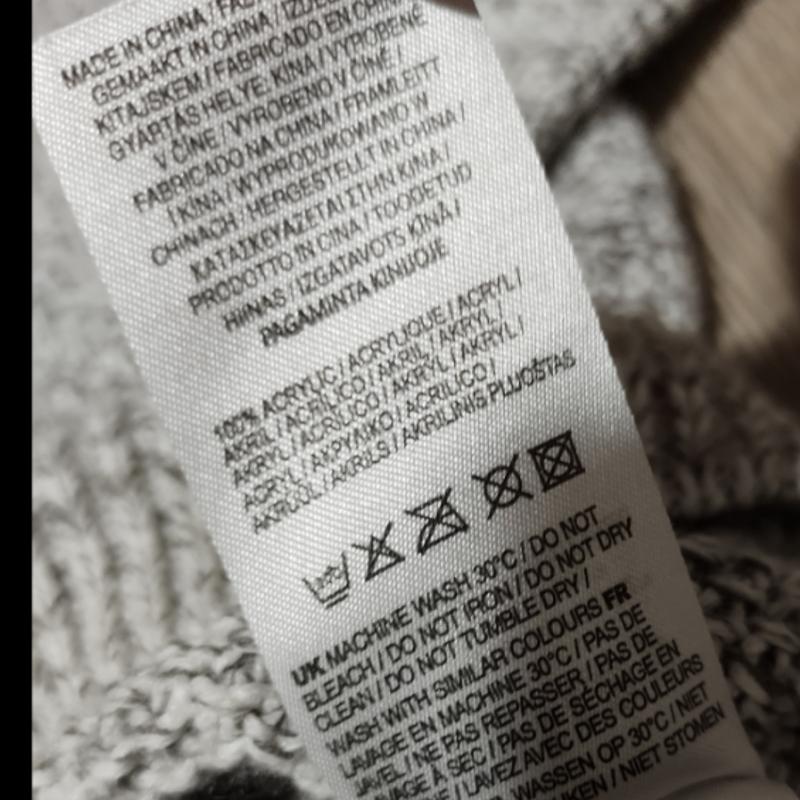 MADE IN CHINA /
GEMAAKT IN CHINA /
KITAJSKEM / FABRICADO EN CHINA /
GYÁRTÁS HELYE: KÍNA / VYROBENÉ
V ČÍNE / VYROBENO V ČÍNĚ /
FABRICADO NA CHINA / FRAMLEITT
Í KÍNA / WYPRODUKOWANO W
CHINACH / HERGESTELLT IN CHINA /
ΚΑΤΑΣΚΕΥΑΖΕΤΑΙ ΣΤΗΝ ΚΙΝΑ /
PRODOTTO IN CINA / TOODETUD
HIINAS / IZGATAVOTS ĶĪNĀ /
PAGAMINTA KINIJOJE
100% ACRYLIC / ACRYLIQUE / ACRYL /
AKRIL / ACRÍLICO / AKRIL / AKRYL /
AKRYL / ACRÍLICO / AKRYL / AKRYL /
ACRYL / ΑΚΡΥΛΙΚΟ / ACRILICO /
AKRÜÜL / AKRILS / AKRILINIS PLUOŠTAS
30°C
UK MACHINE WASH 30°C / DO NOT
BLEACH / DO NOT IRON / DO NOT DRY
CLEAN / DO NOT TUMBLE DRY /
WASH WITH SIMILAR COLOURS FR
LAVAGE EN MACHINE 30°C / PAS DE
JAVEL / NE PAS REPASSER / PAS DE
LAVAGE À SEC / PAS DE SÉCHAGE EN
/ LAVEZ AVEC DES COULEURS
WASSEN OP 30°C / NIET
/ NIET STOMEN